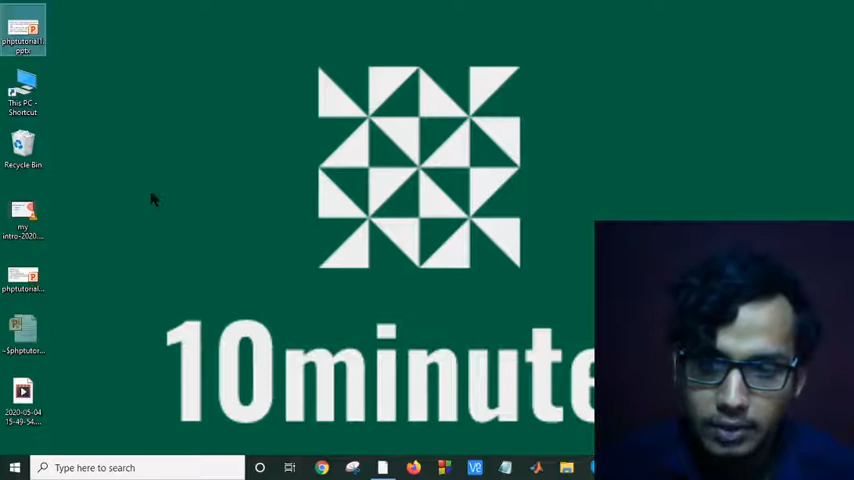 phptutorial1.
pptx
This PC -
Shortcut
Recycle Bin
my
intro-2020....
phptutorial...
~$phptutor...
2020-05-04
15-49-54....
10minute
Type here to search